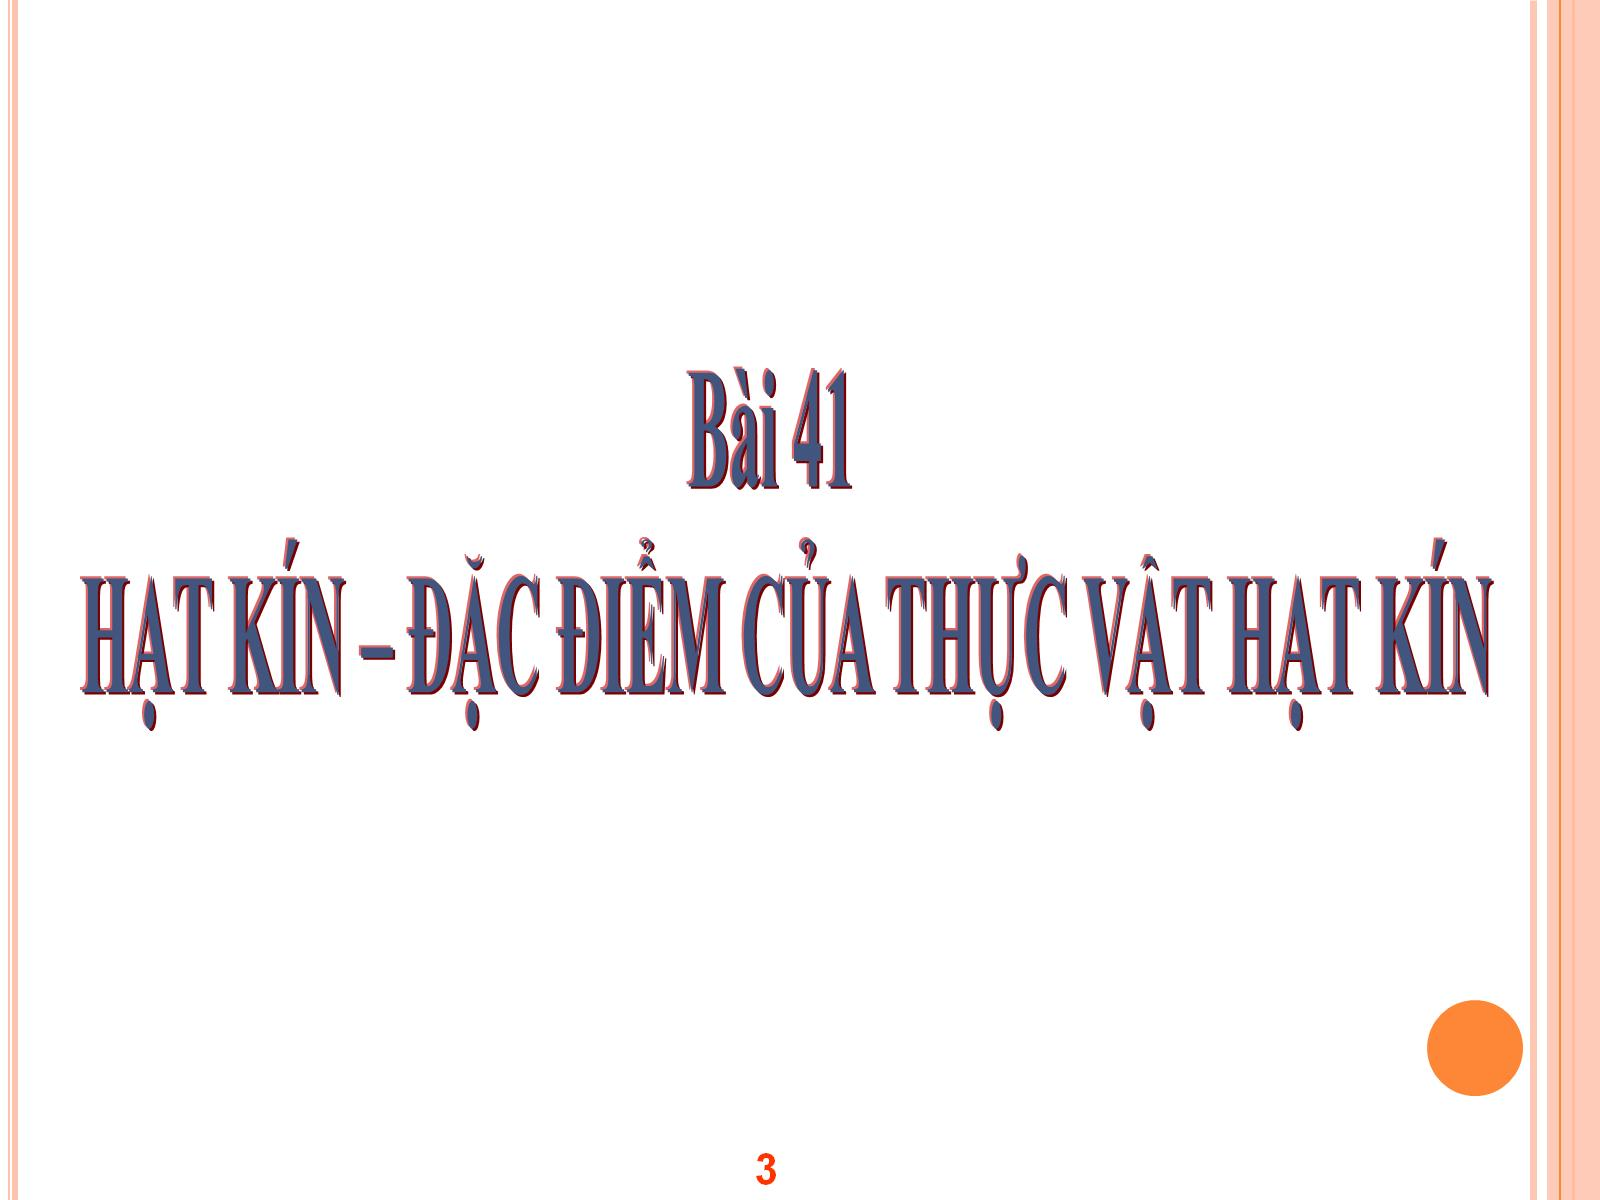 Bài 41
HẠT KÍN – ĐẶC ĐIỂM CỦA THỰC VẬT HẠT KÍN
3